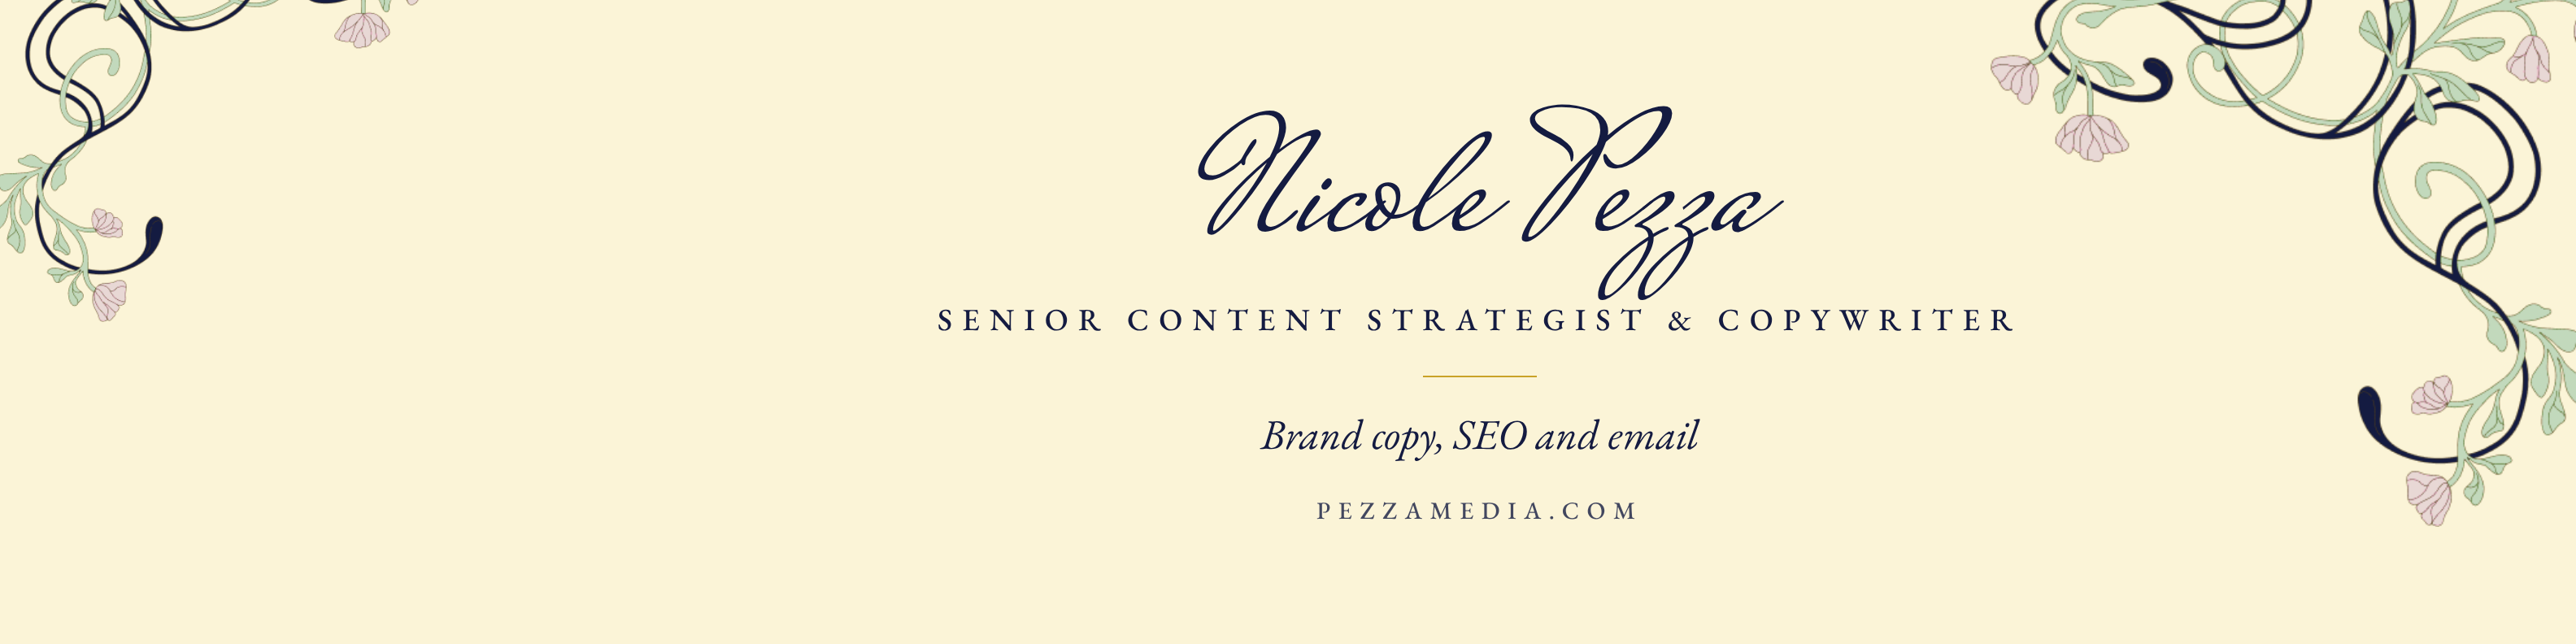 Nicole Pezza
SENIOR CONTENT STRATEGIST & COPYWRITER
Brand copy, SEO and email
PEZZAMEDIA.COM